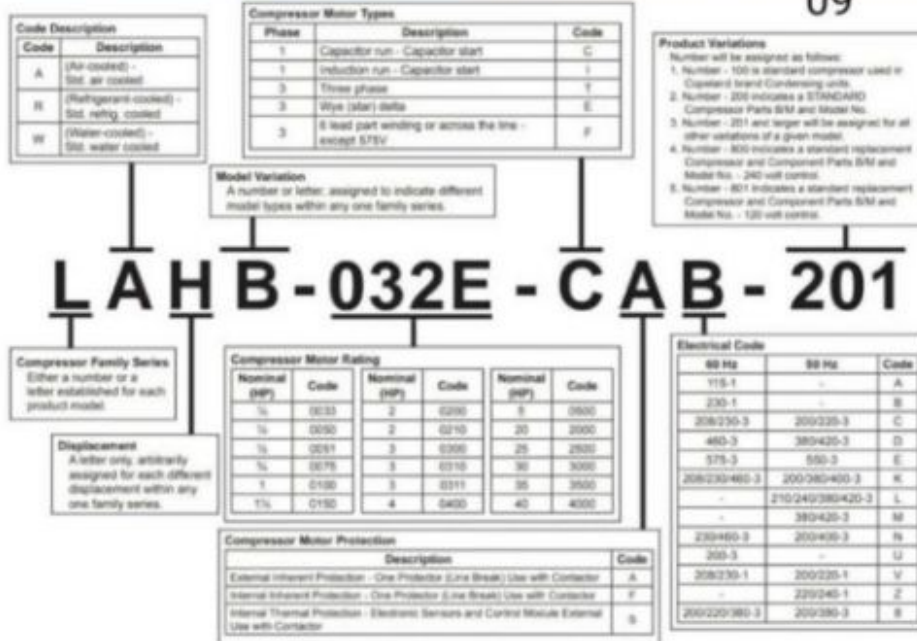 09
Code Description
Code Description
A (Air-cooled) -
Std. air cooled
R (Refrigerant-cooled) -
Std. refrig. cooled
W (Water-cooled) -
Std. water cooled
Compressor Motor Types
Phase Description Code
1 Capacitor run - Capacitor start C
1 Induction run - Capacitor start I
3 Three phase T
3 Wye (star) delta E
3 6 lead part winding or across the line -
except 575V F
Product Variations
Number will be assigned as follows:
1. Number - 100 is standard compressor used in
Copeland brand Condensing units.
2. Number - 200 indicates a STANDARD
Compressor Parts B/M and Model No.
3. Number - 201 and larger will be assigned for all
other variations of a given model.
4. Number - 800 indicates a standard replacement
Compressor and Component Parts B/M and
Model No. - 240 volt control.
5. Number - 801 indicates a standard replacement
Compressor and Component Parts B/M and
Model No. - 120 volt control.
Model Variation
A number or letter, assigned to indicate different
model types within any one family series.
LAHB-032E-CAB-201
Compressor Family Series
Either a number or a
letter established for each
product model.
Displacement
A letter only, arbitrarily
assigned for each different
displacement within any
one family series.
Compressor Motor Rating
Nominal (HP) Code Nominal (HP) Code Nominal (HP) Code
0033 2 0200 5 0500
0050 2 0210 20 2000
0051 3 0300 25 2500
0075 3 0310 30 3000
1 0100 3 0311 35 3500
0150 4 0400 40 4000
Compressor Motor Protection
Description Code
External Inherent Protection - One Protector (Line Break) Use with Contactor A
Internal Inherent Protection - One Protector (Line Break) Use with Contactor F
Internal Thermal Protection - Electronic Sensors and Control Module External
Use with Contactor S
Electrical Code
60 Hz 50 Hz Code
115-1 - A
230-1 - B
208/230-3 200/220-3 C
460-3 380/420-3 D
575-3 550-3 E
208/230/460-3 200/380/400-3 K
- 210/240/380/420-3 L
- 380/420-3 M
230/460-3 200/400-3 N
200-3 - U
208/230-1 200/220-1 V
- 220/240-1 Z
200/220/380-3 200/380-3 8